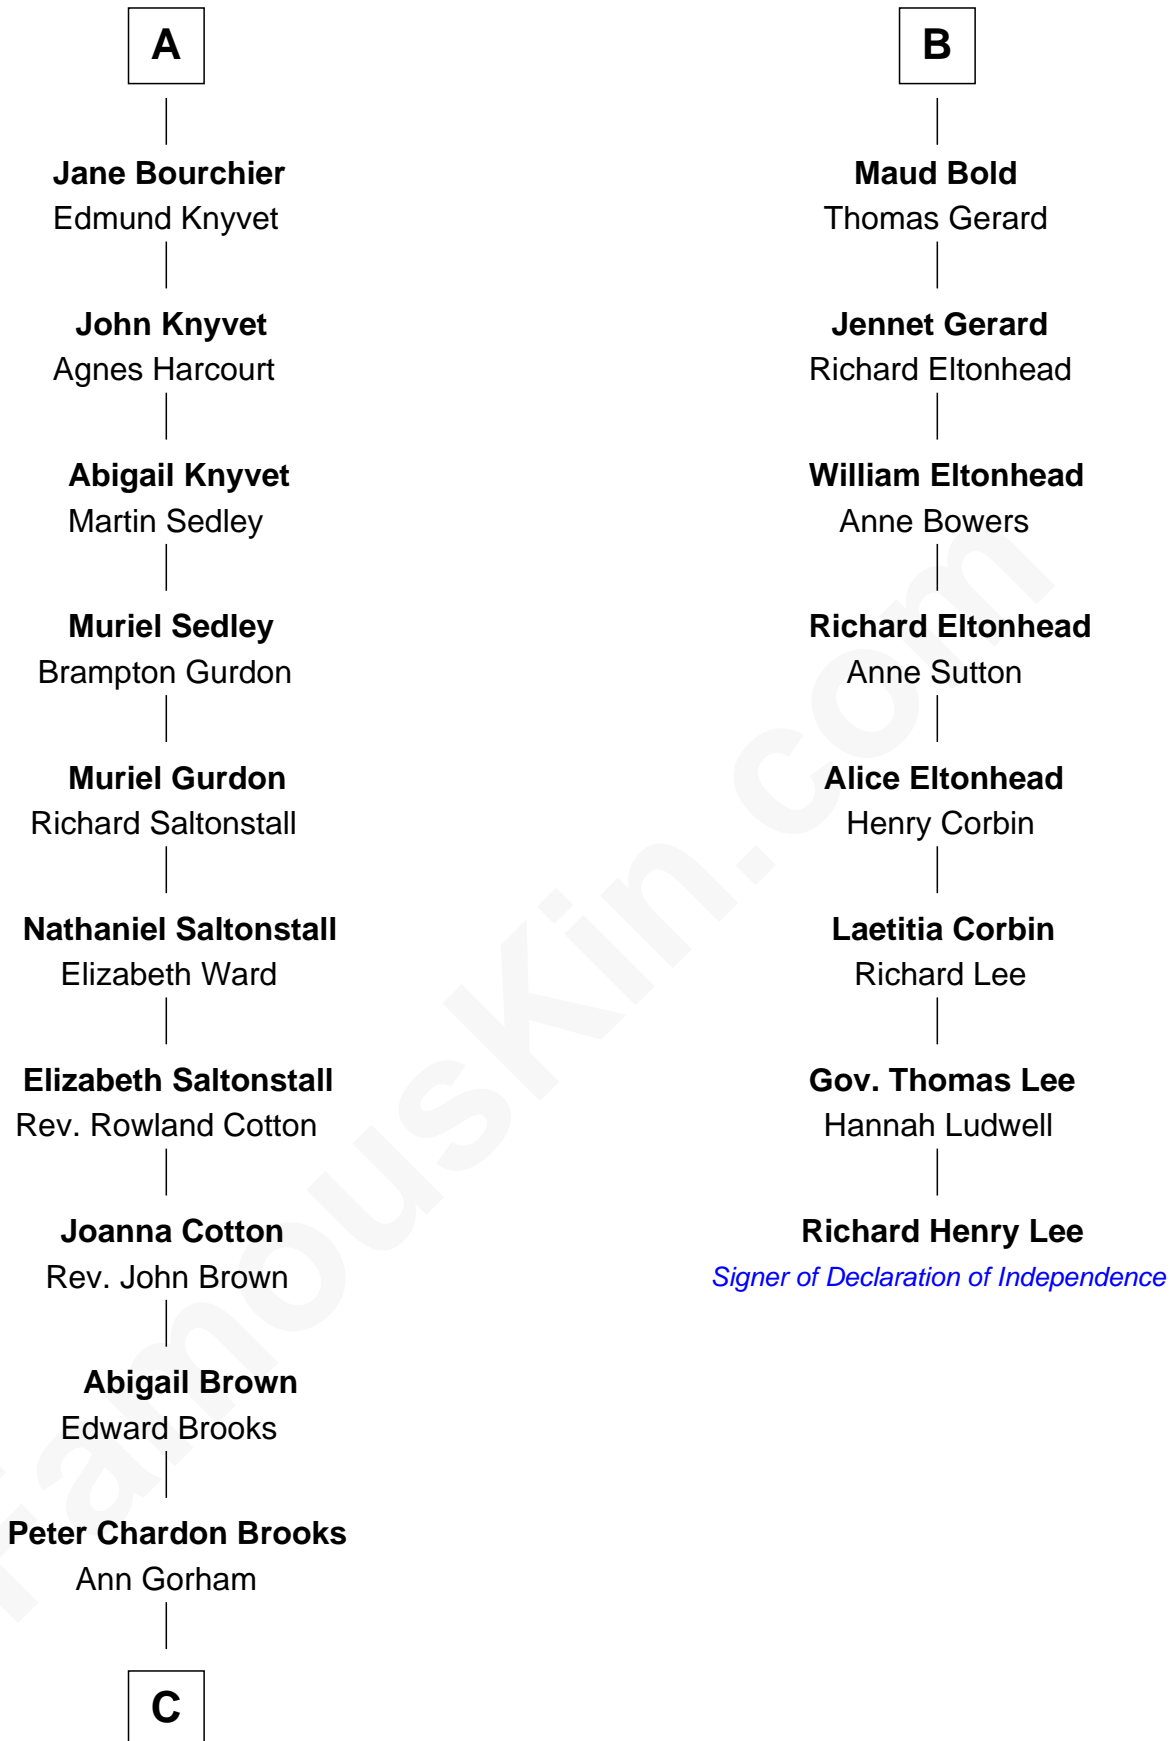 A
Jane Bourchier
Edmund Knyvet
John Knyvet
Agnes Harcourt
Abigail Knyvet
Martin Sedley
Muriel Sedley
Brampton Gurdon
Muriel Gurdon
Richard Saltonstall
Nathaniel Saltonstall
Elizabeth Ward
Elizabeth Saltonstall
Rev. Rowland Cotton
Joanna Cotton
Rev. John Brown
Abigail Brown
Edward Brooks
Peter Chardon Brooks
Ann Gorham
C
B
Maud Bold
Thomas Gerard
Jennet Gerard
Richard Eltonhead
William Eltonhead
Anne Bowers
Richard Eltonhead
Anne Sutton
Alice Eltonhead
Henry Corbin
Laetitia Corbin
Richard Lee
Gov. Thomas Lee
Hannah Ludwell
Richard Henry Lee
Signer of Declaration of Independence
FamousKin.com